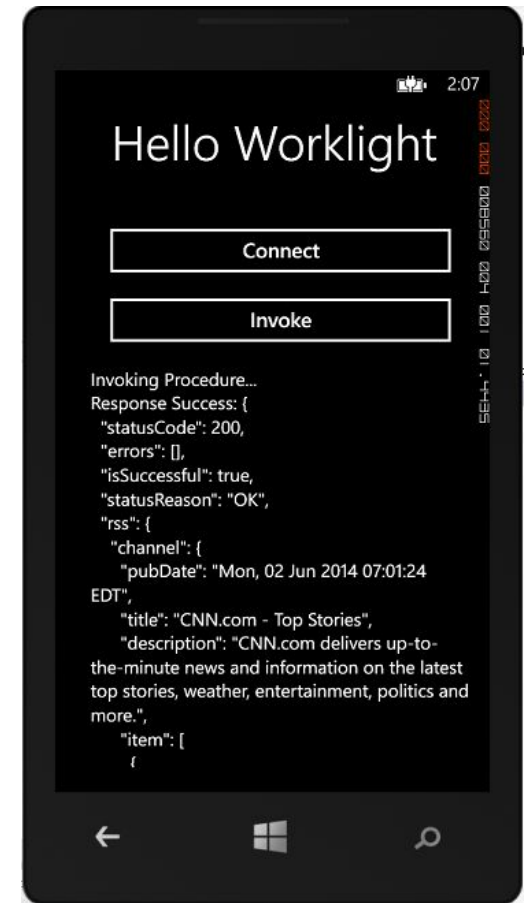 2:07
Hello Worklight
Connect
Invoke
Invoking Procedure...
Response Success: {
"statusCode": 200,
"errors": [],
"isSuccessful": true,
"statusReason": "OK",
"rss": {
"channel": {
"pubDate": "Mon, 02 Jun 2014 07:01:24
EDT",
"title": "CNN.com - Top Stories",
"description": "CNN.com delivers up-to-
the-minute news and information on the latest
top stories, weather, entertainment, politics and
more.",
"item": [
{